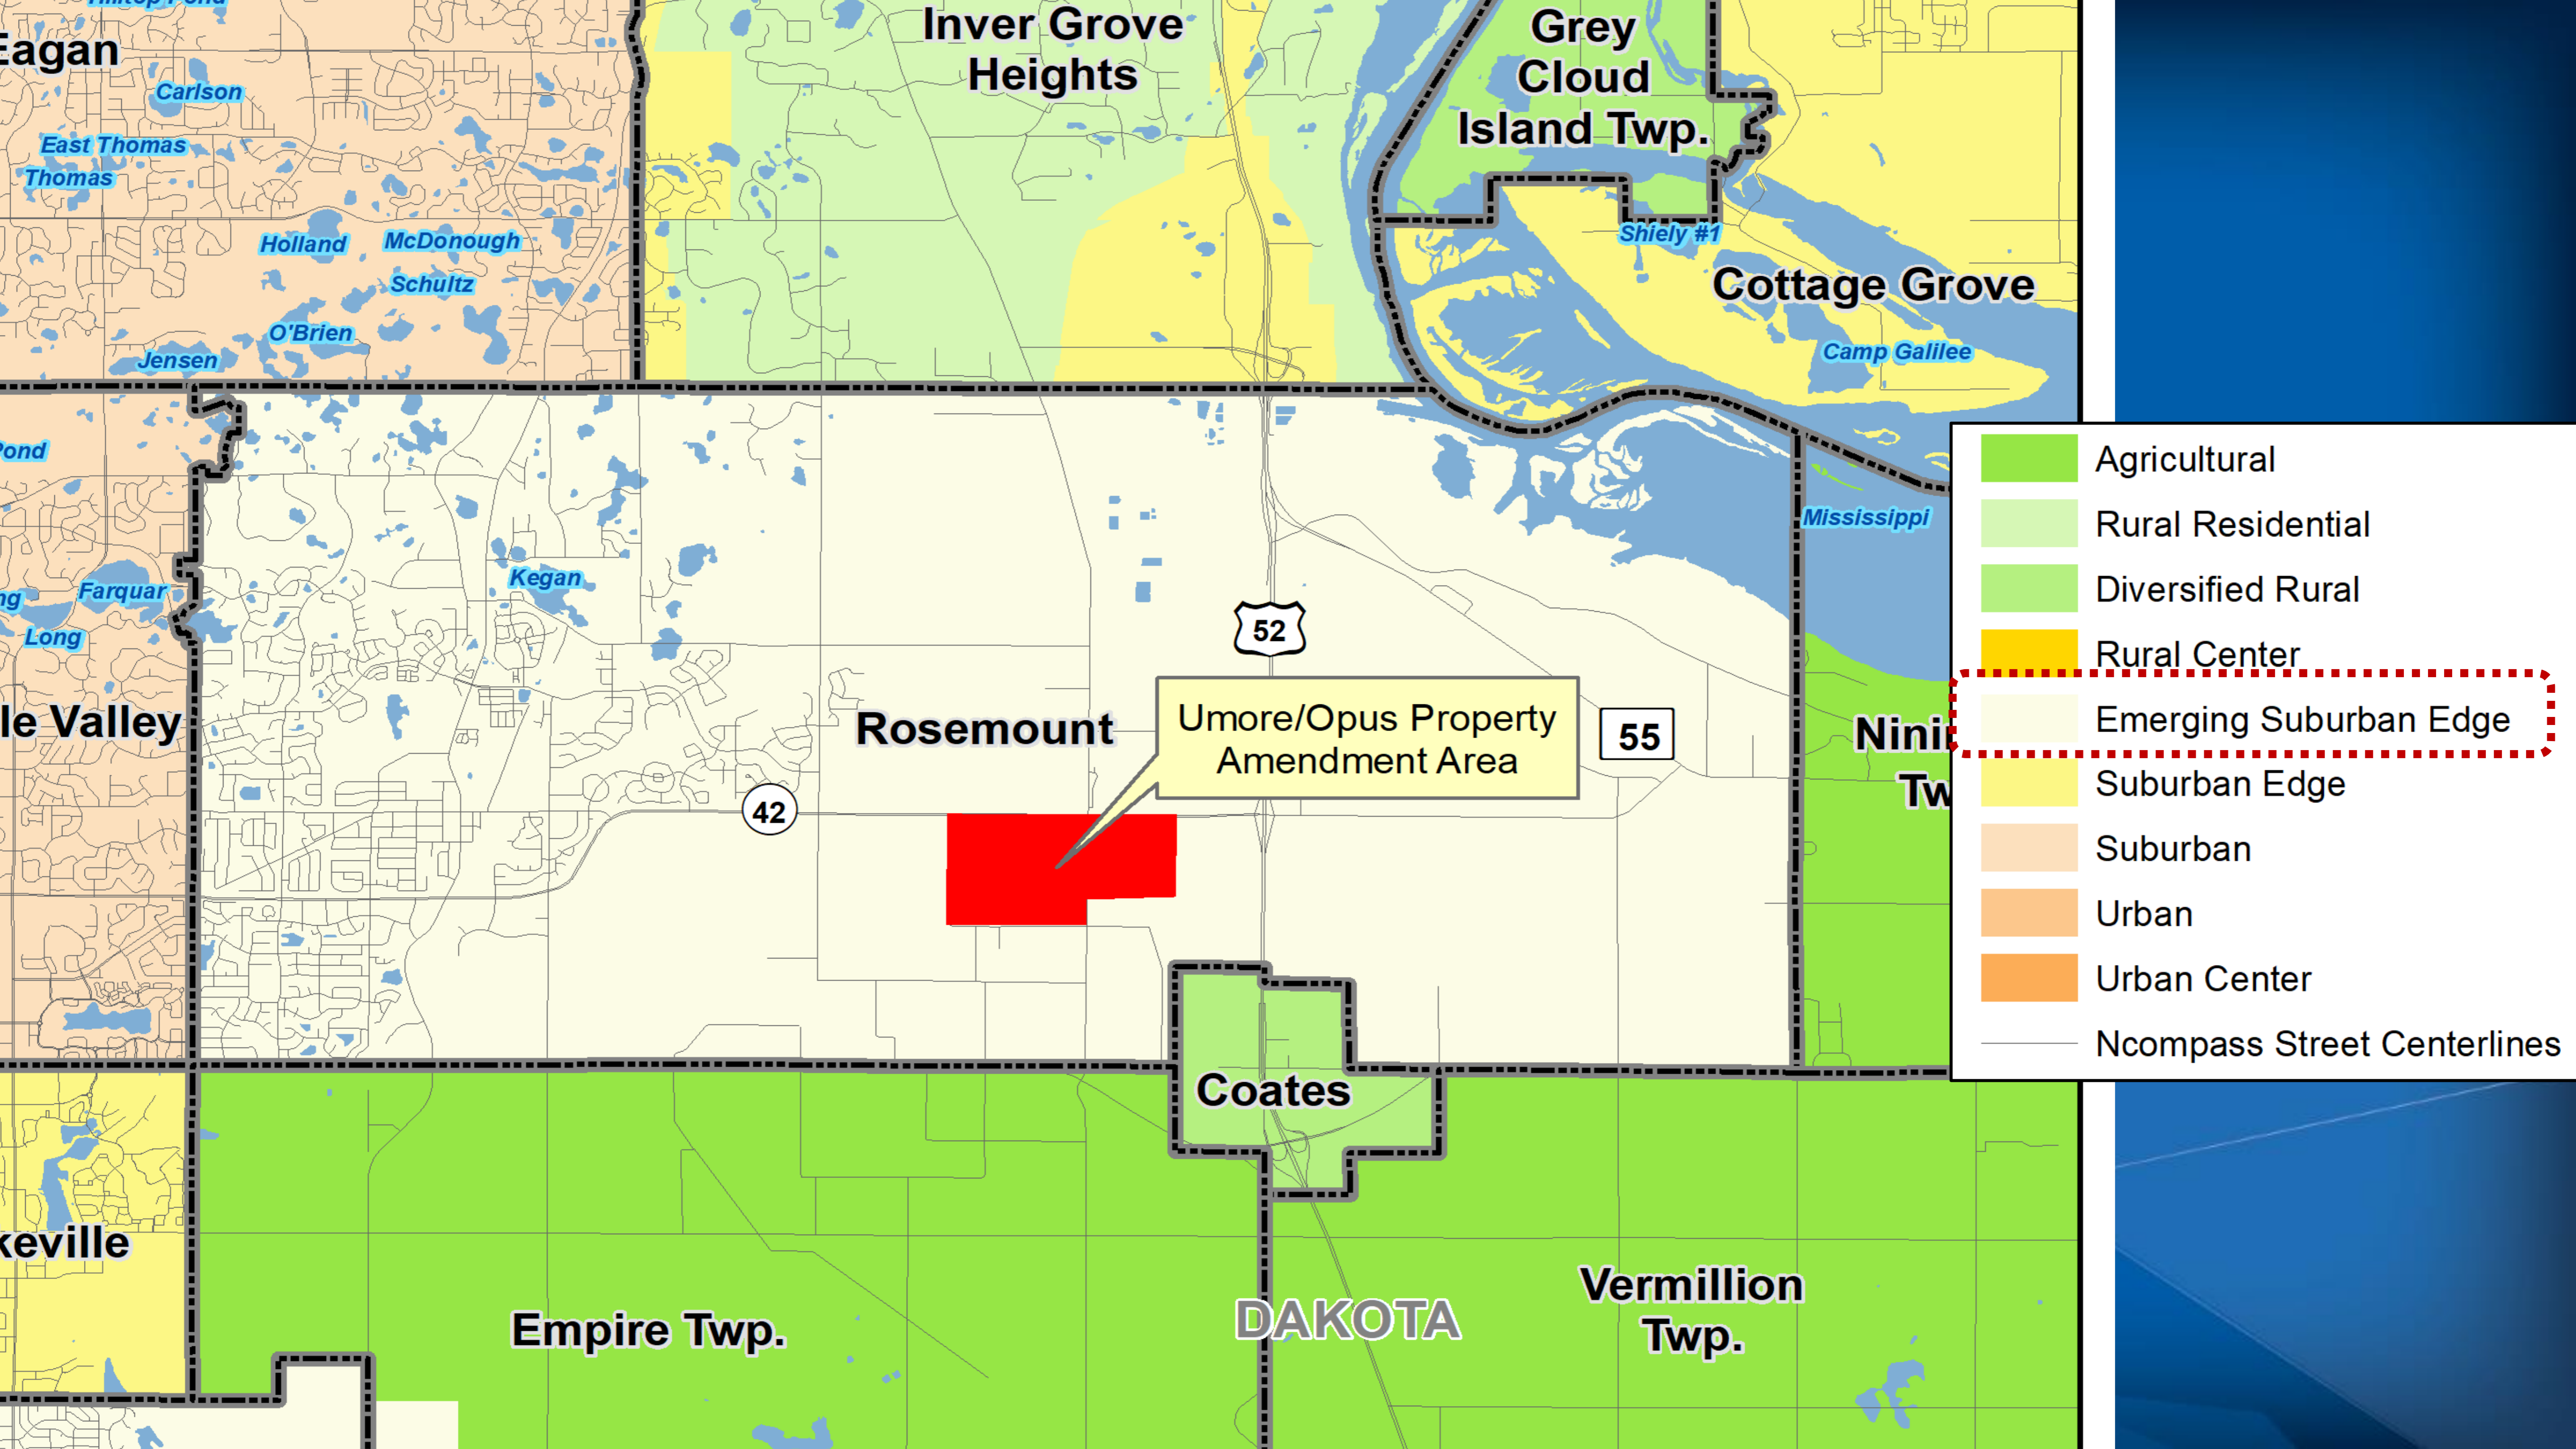 Hilltop Pond
Eagan
Carlson
East Thomas
Thomas
Holland
McDonough
Schultz
O'Brien
Jensen
Inver Grove
Heights
Grey
Cloud
Island Twp.
Shiely #1
Cottage Grove
Camp Galilee
Pond
Farquar
ng
Long
le Valley
Kegan
Mississippi
52
Rosemount
Umore/Opus Property
Amendment Area
55
42
Nini
Tw
Coates
keville
Empire Twp.
DAKOTA
Vermillion
Twp.
Agricultural
Rural Residential
Diversified Rural
Rural Center
Emerging Suburban Edge
Suburban Edge
Suburban
Urban
Urban Center
Ncompass Street Centerlines